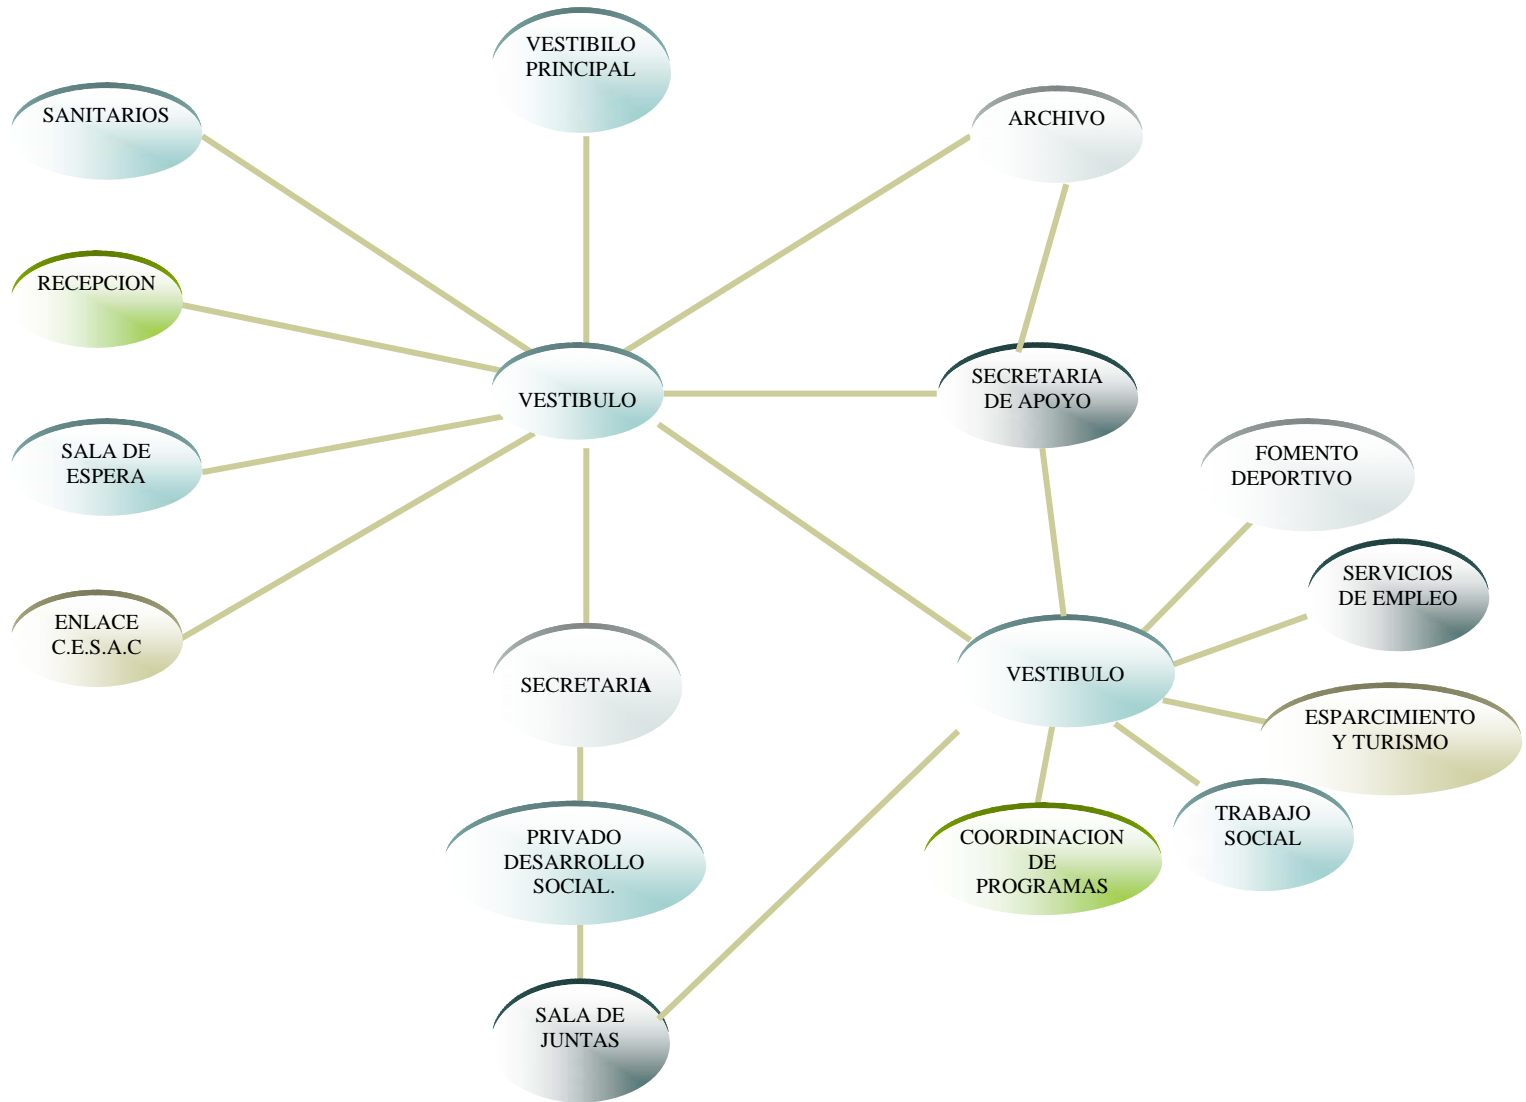 VESTIBILO
PRINCIPAL
SANITARIOS
ARCHIVO
RECEPCION
VESTIBULO
SECRETARIA
DE APOYO
SALA DE
ESPERA
FOMENTO
DEPORTIVO
SERVICIOS
DE EMPLEO
ENLACE
C.E.S.A.C
SECRETARIA
VESTIBULO
ESPARCIMIENTO
Y TURISMO
PRIVADO
DESARROLLO
SOCIAL.
COORDINACION
DE
PROGRAMAS
TRABAJO
SOCIAL
SALA DE
JUNTAS